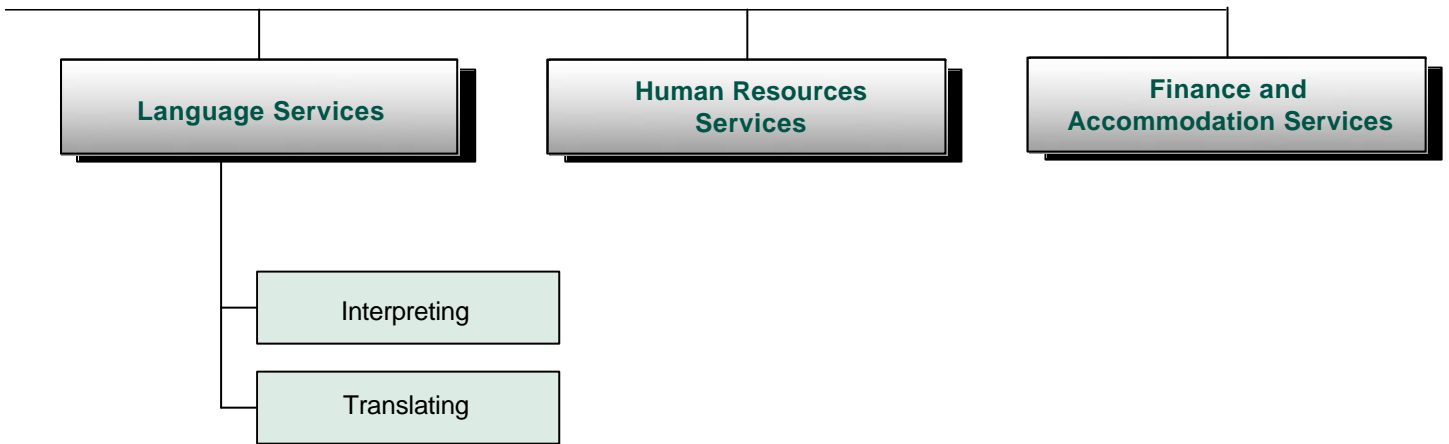 Language Services
Human Resources
Services
Finance and
Accommodation Services
Interpreting
Translating